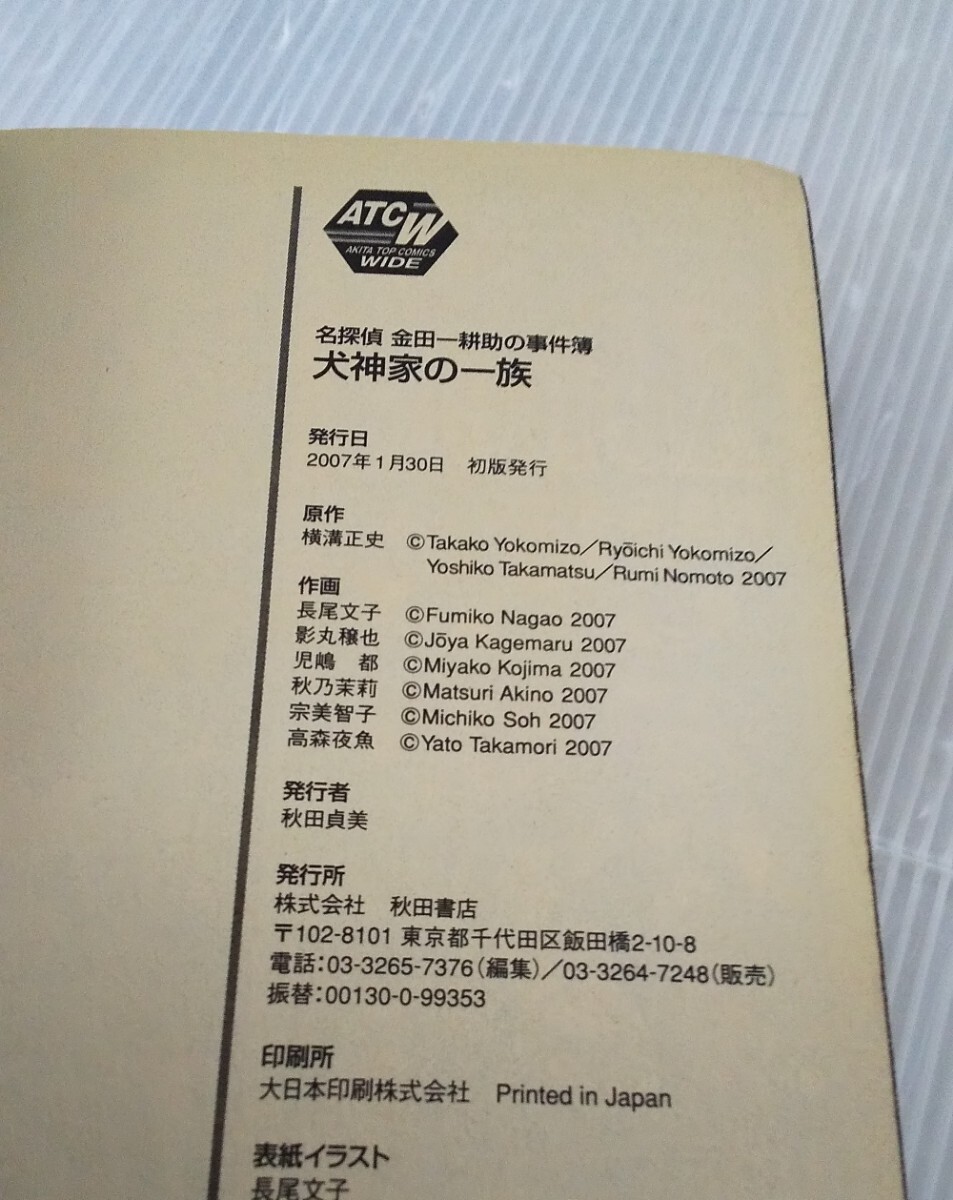 ATCW
AKITA TOP COMICS
WIDE
名探偵 金田一耕助の事件簿
犬神家の一族
発行日
2007年1月30日 初版発行
原作
横溝正史 ©Takako Yokomizo／Ryōichi Yokomizo／
Yoshiko Takamatsu／Rumi Nomoto 2007
作画
長尾文子 ©Fumiko Nagao 2007
影丸穣也 ©Jōya Kagemaru 2007
児嶋 都 ©Miyako Kojima 2007
秋乃茉莉 ©Matsuri Akino 2007
宗美智子 ©Michiko Soh 2007
高森夜魚 ©Yato Takamori 2007
発行者
秋田貞美
発行所
株式会社 秋田書店
〒102-8101 東京都千代田区飯田橋2-10-8
電話：03-3265-7376（編集）／03-3264-7248（販売）
振替：00130-0-99353
印刷所
大日本印刷株式会社 Printed in Japan
表紙イラスト
長尾文子